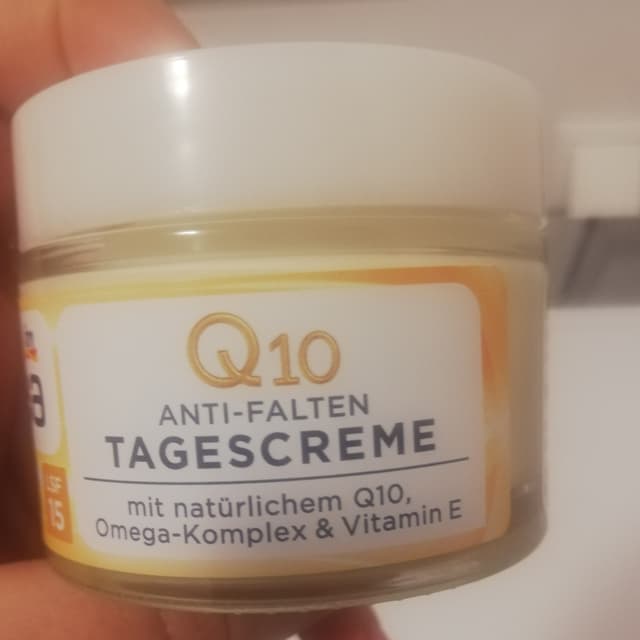 Q10
ANTI-FALTEN
TAGESCREME
mit natürlichem Q10,
Omega-Komplex & Vitamin E
15